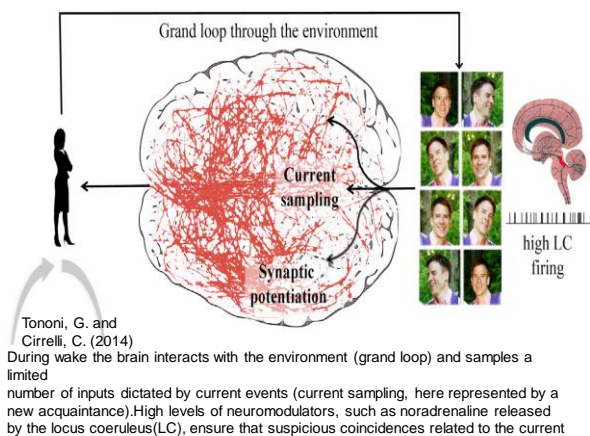 Grand loop through the environment
Current
sampling
Synaptic
potentiation
high LC
firing
Tononi, G. and
Cirrelli, C. (2014)
During wake the brain interacts with the environment (grand loop) and samples a
limited
number of inputs dictated by current events (current sampling, here represented by a
new acquaintance).High levels of neuromodulators, such as noradrenaline released
by the locus coeruleus(LC), ensure that suspicious coincidences related to the current